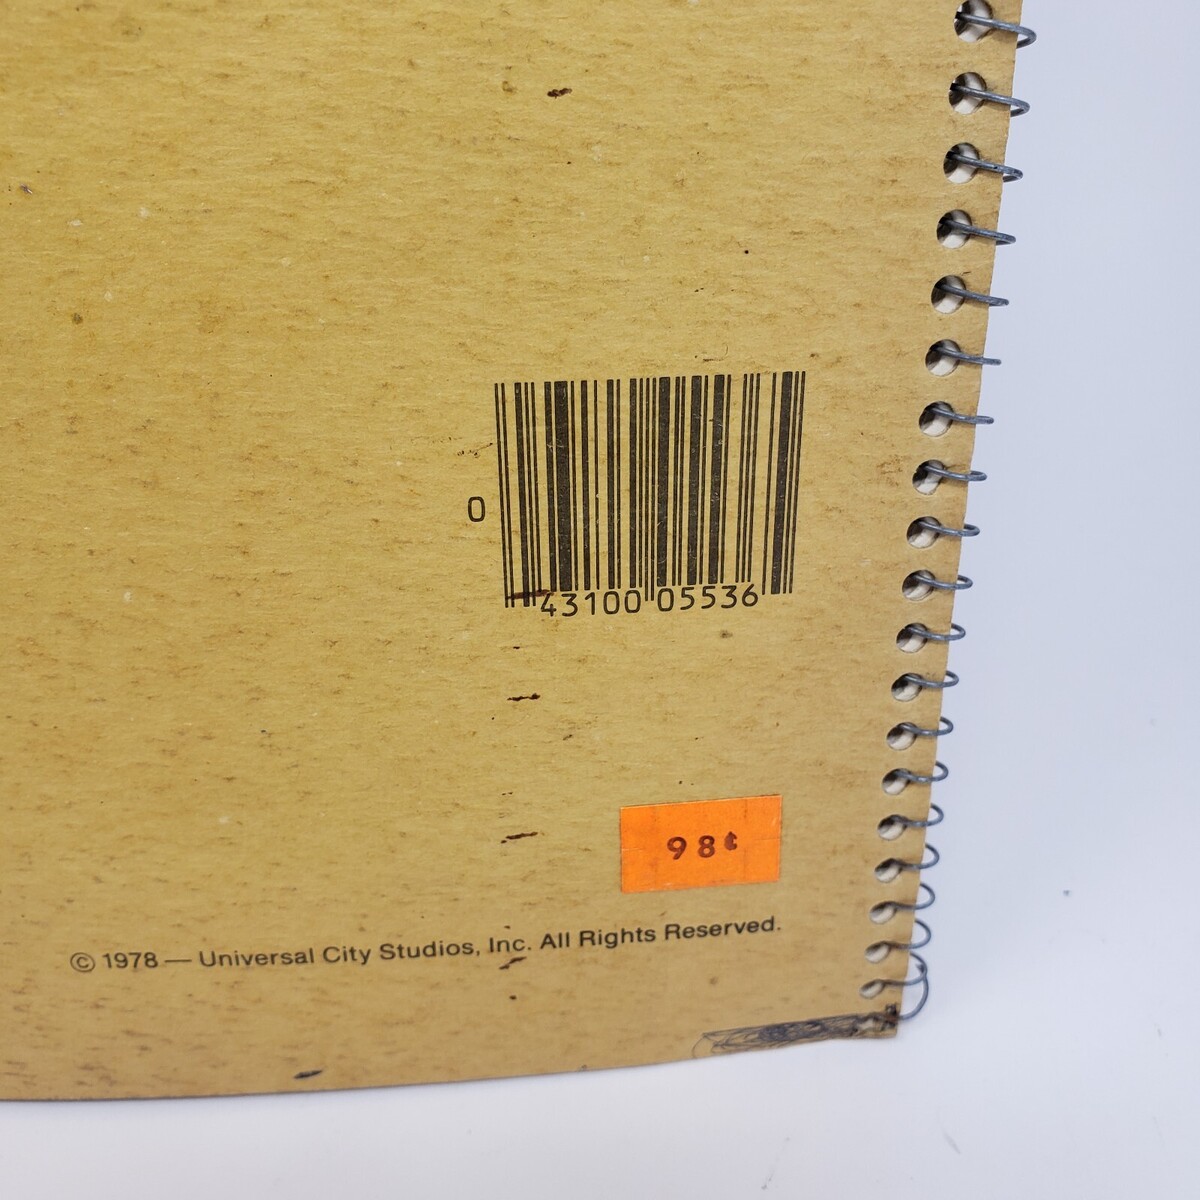 0 43100 05536
98¢
© 1978 — Universal City Studios, Inc. All Rights Reserved.